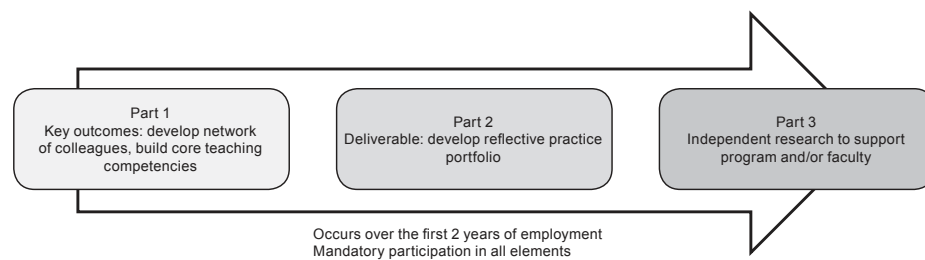 Part 1
Key outcomes: develop network
of colleagues, build core teaching
competencies
Part 2
Deliverable: develop reflective practice
portfolio
Part 3
Independent research to support
program and/or faculty
Occurs over the first 2 years of employment
Mandatory participation in all elements